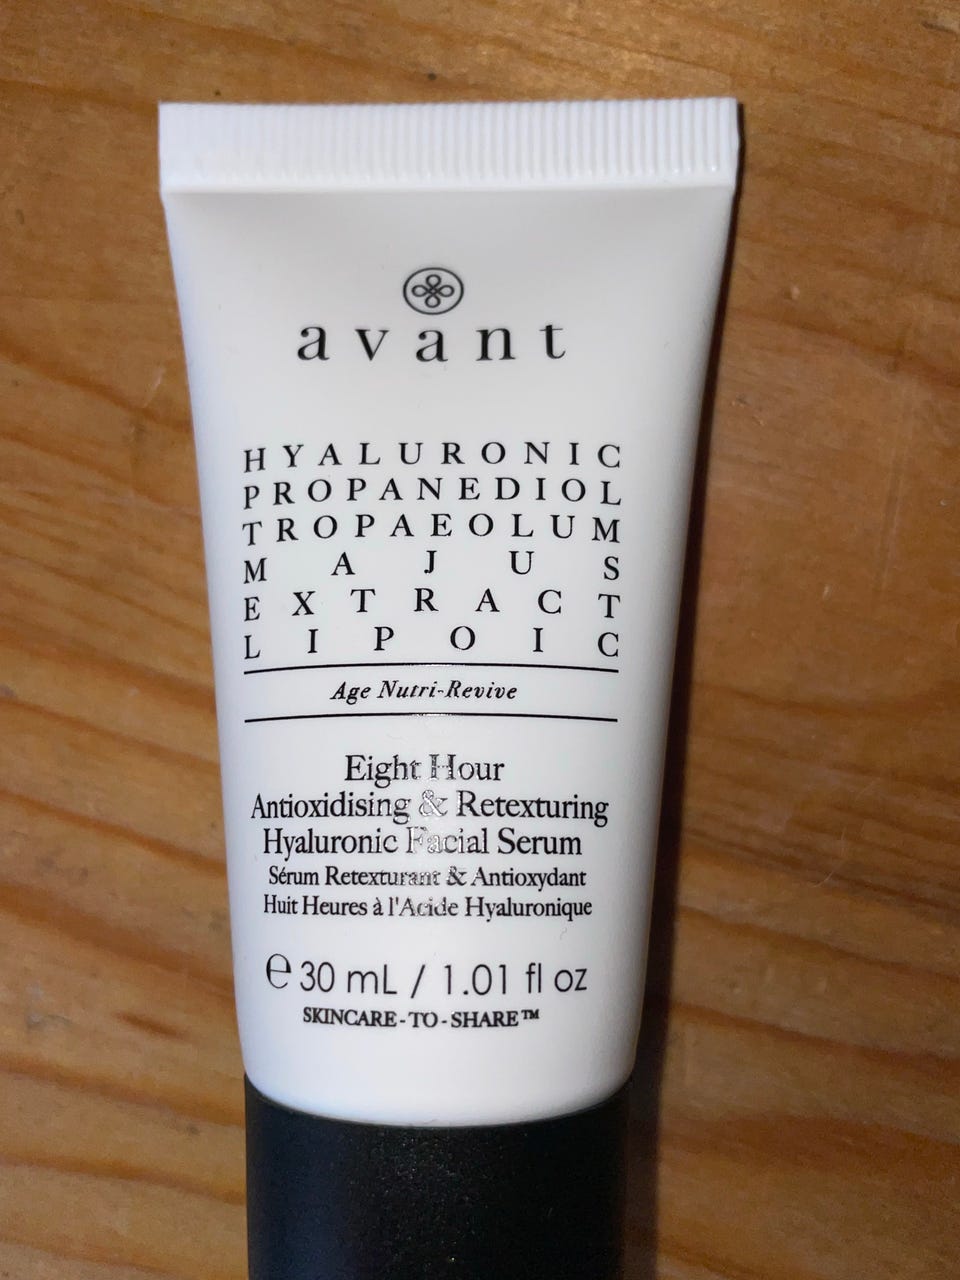 avant
HYALURONIC
PROPANEDIOL
TROPAEOLUM
MAJUS
EXTRACT
LIPOIC
Age Nutri-Revive
Eight Hour
Antioxidising & Retexturing
Hyaluronic Facial Serum
Sérum Retexturant & Antioxydant
Huit Heures à l'Acide Hyaluronique
℮ 30 mL / 1.01 fl oz
SKINCARE-TO-SHARE™